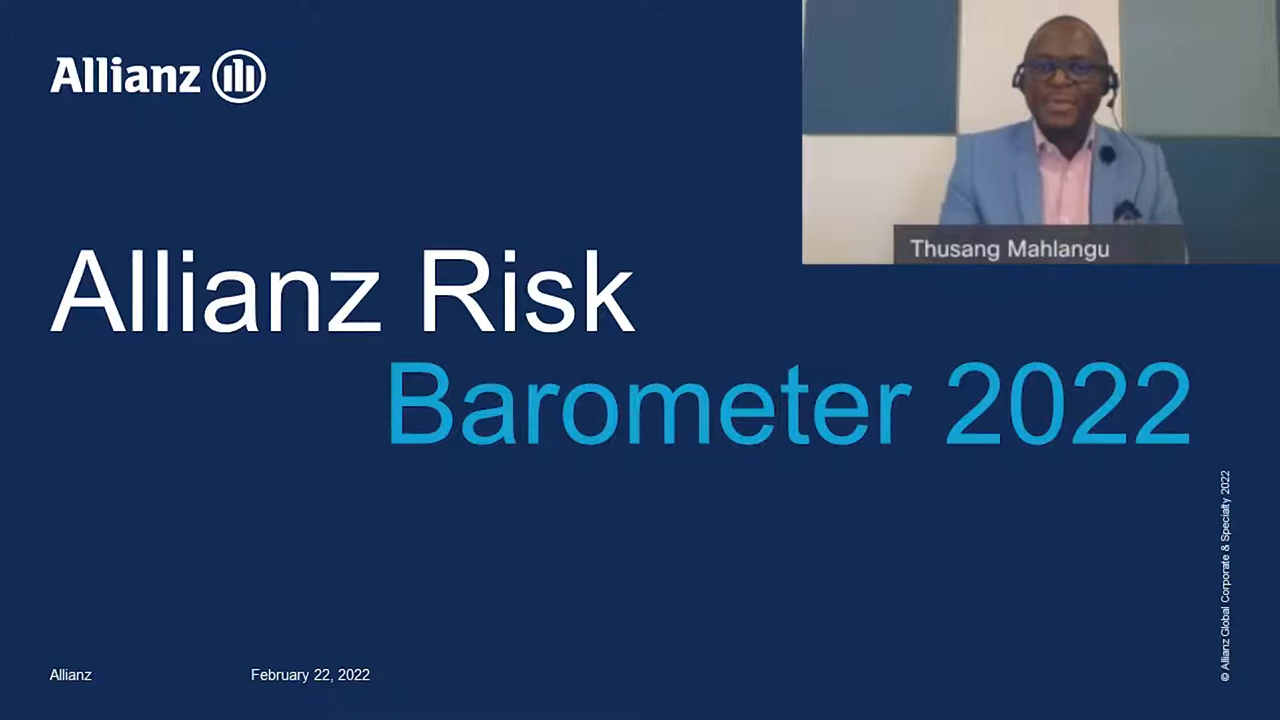 Allianz
Thusang Mahlangu
Allianz Risk
Barometer 2022
© Allianz Global Corporate & Specialty 2022
Allianz
February 22, 2022